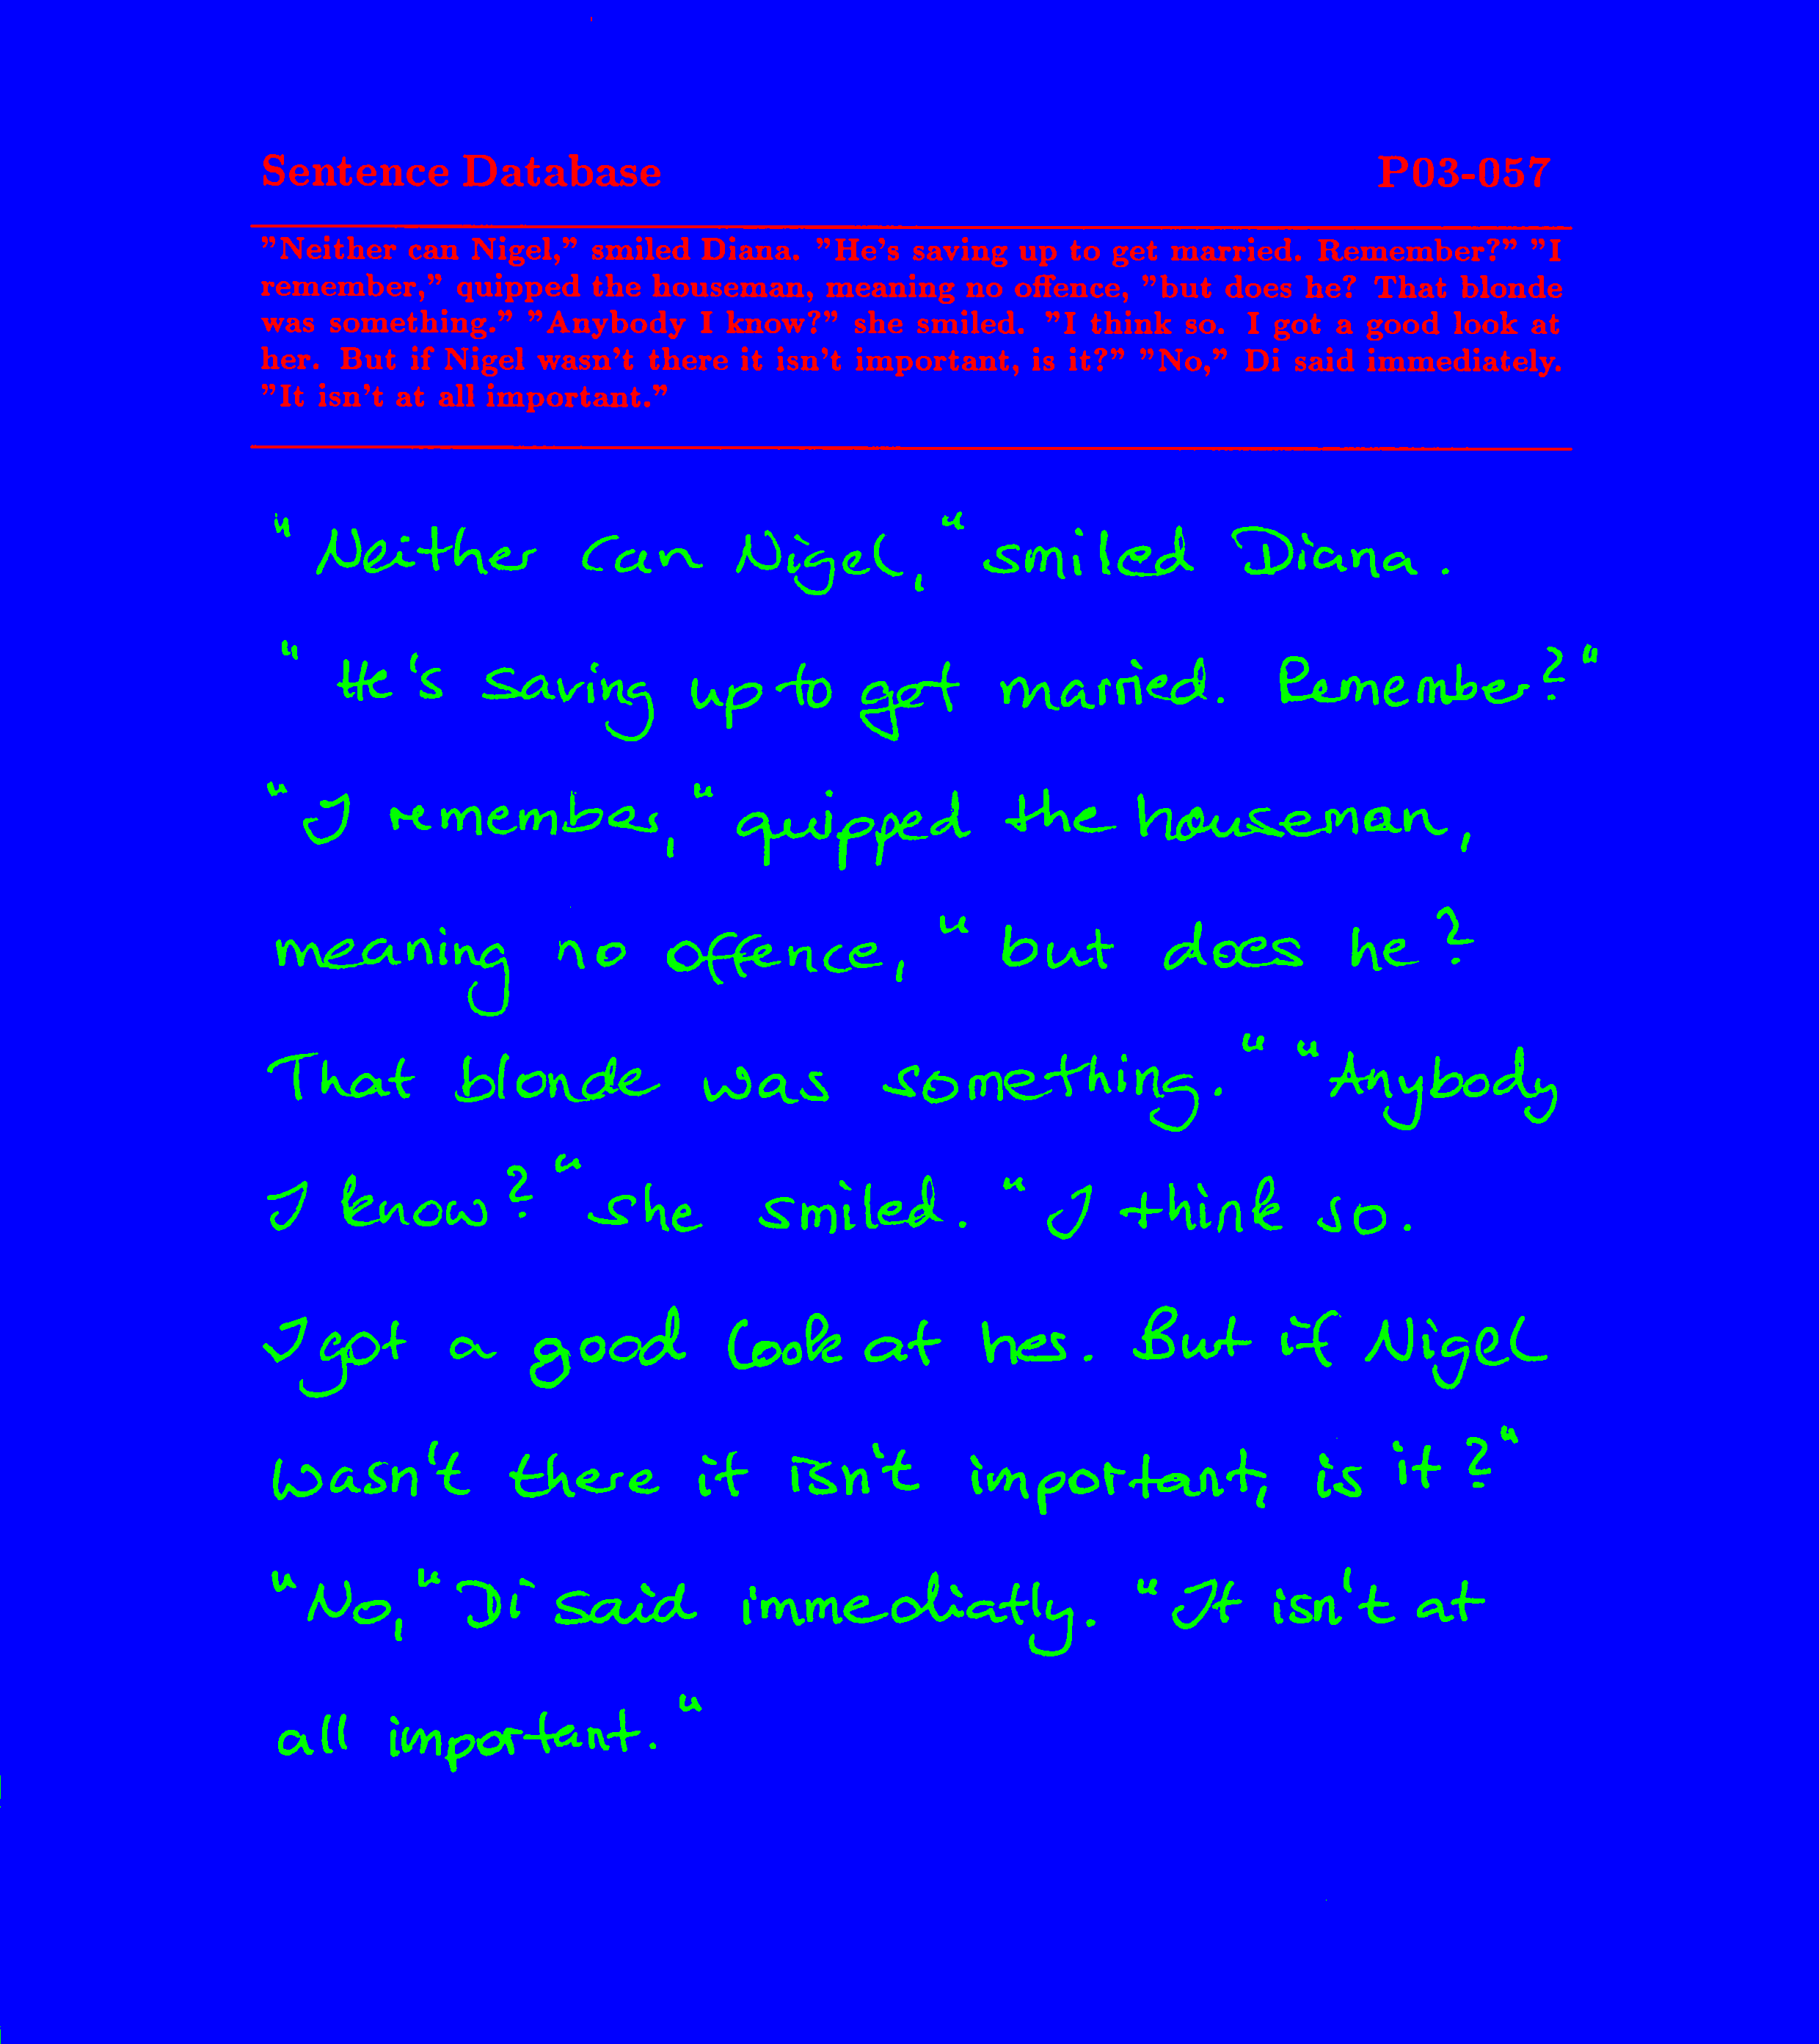 Sentence Database P03-057
"Neither can Nigel," smiled Diana. "He's saving up to get married. Remember?" "I
remember," quipped the houseman, meaning no offence, "but does he? That blonde
was something." "Anybody I know?" she smiled. "I think so. I got a good look at
her. But if Nigel wasn't there it isn't important, is it?" "No," Di said immediately.
"It isn't at all important."
"Neither can Nigel," smiled Diana.
"He's saving up to get married. Remember?"
"I remember," quipped the houseman,
meaning no offence, "but does he?
That blonde was something." "Anybody
I know?" she smiled. "I think so.
I got a good look at her. But if Nigel
wasn't there it isn't important, is it?"
"No," Di said immediatly. "It isn't at
all important."